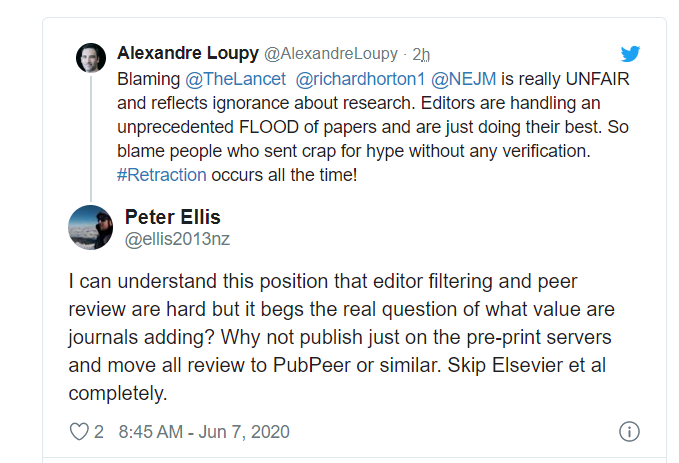 Alexandre Loupy @AlexandreLoupy · 2h
Blaming @TheLancet @richardhorton1 @NEJM is really UNFAIR
and reflects ignorance about research. Editors are handling an
unprecedented FLOOD of papers and are just doing their best. So
blame people who sent crap for hype without any verification.
#Retraction occurs all the time!
Peter Ellis
@ellis2013nz
I can understand this position that editor filtering and peer
review are hard but it begs the real question of what value are
journals adding? Why not publish just on the pre-print servers
and move all review to PubPeer or similar. Skip Elsevier et al
completely.
2 8:45 AM - Jun 7, 2020